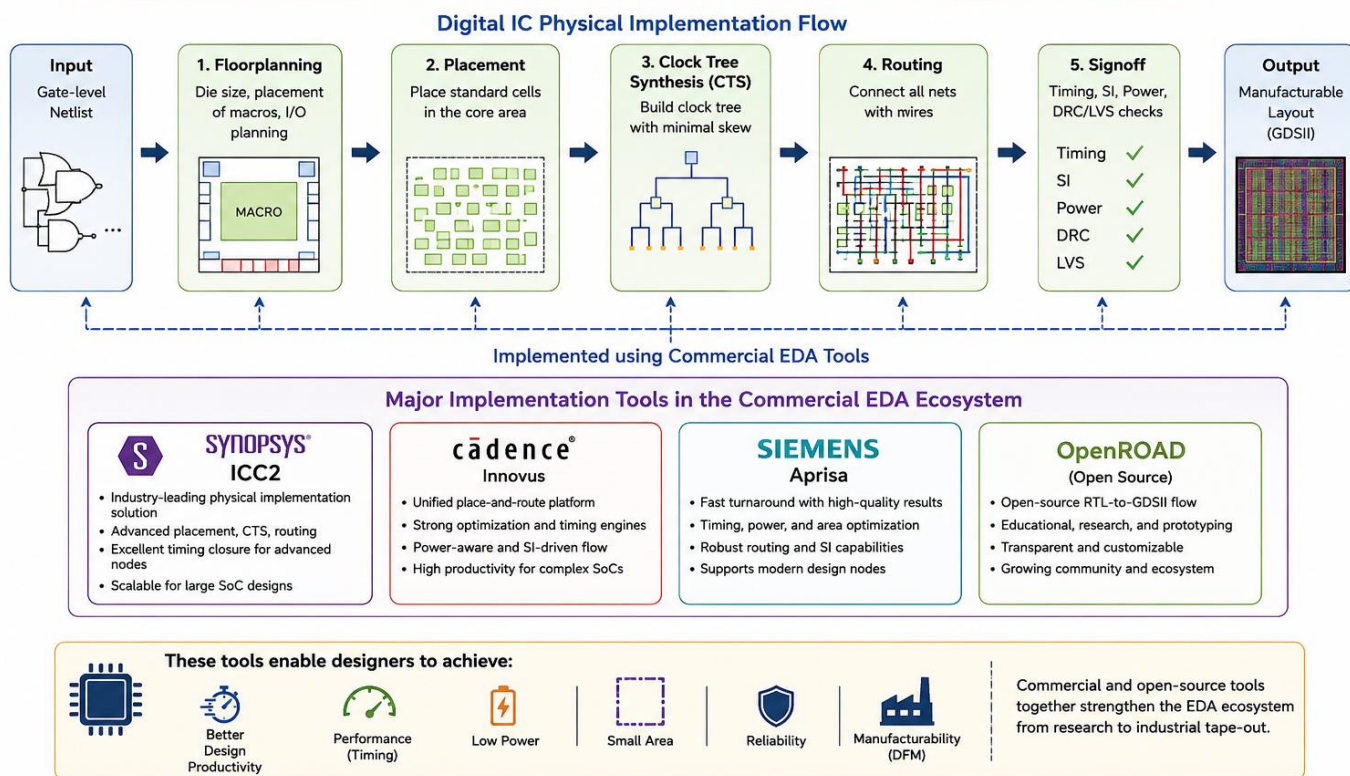 Digital IC Physical Implementation Flow
Input
Gate-level
Netlist
...
1. Floorplanning
Die size, placement
of macros, I/O
planning
MACRO
2. Placement
Place standard cells
in the core area
3. Clock Tree
Synthesis (CTS)
Build clock tree
with minimal skew
4. Routing
Connect all nets
with mires
5. Signoff
Timing, SI, Power,
DRC/LVS checks
Timing ✓
SI ✓
Power ✓
DRC ✓
LVS ✓
Output
Manufacturable
Layout
(GDSII)
Implemented using Commercial EDA Tools
Major Implementation Tools in the Commercial EDA Ecosystem
S
SYNOPSYS®
ICC2
• Industry-leading physical implementation
solution
• Advanced placement, CTS, routing
• Excellent timing closure for advanced
nodes
• Scalable for large SoC designs
cādence®
Innovus
• Unified place-and-route platform
• Strong optimization and timing engines
• Power-aware and SI-driven flow
• High productivity for complex SoCs
SIEMENS
Aprisa
• Fast turnaround with high-quality results
• Timing, power, and area optimization
• Robust routing and SI capabilities
• Supports modern design nodes
OpenROAD
(Open Source)
• Open-source RTL-to-GDSII flow
• Educational, research, and prototyping
• Transparent and customizable
• Growing community and ecosystem
These tools enable designers to achieve:
Better
Design
Productivity
Performance
(Timing)
Low Power
Small Area
Reliability
Manufacturability
(DFM)
Commercial and open-source tools
together strengthen the EDA ecosystem
from research to industrial tape-out.